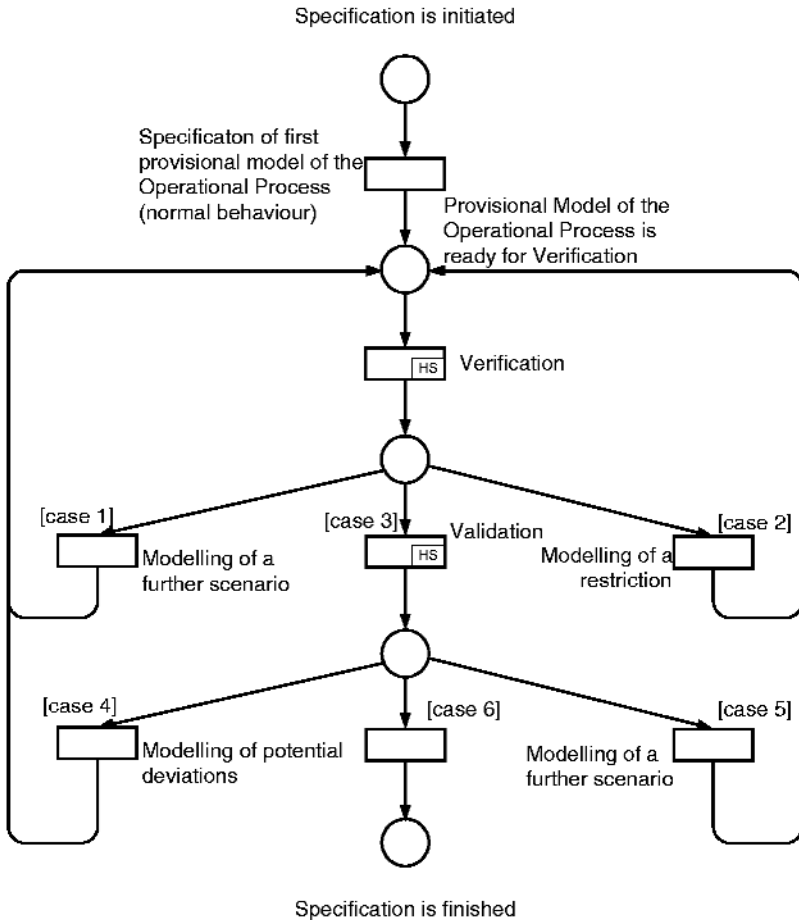 Specification is initiated
Specificaton of first
provisional model of the
Operational Process
(normal behaviour)
Provisional Model of the
Operational Process is
ready for Verification
HS
Verification
[case 1]
Modelling of a
further scenario
[case 3]
Validation
HS
[case 2]
Modelling of a
restriction
[case 4]
Modelling of potential
deviations
[case 6]
[case 5]
Modelling of a
further scenario
Specification is finished